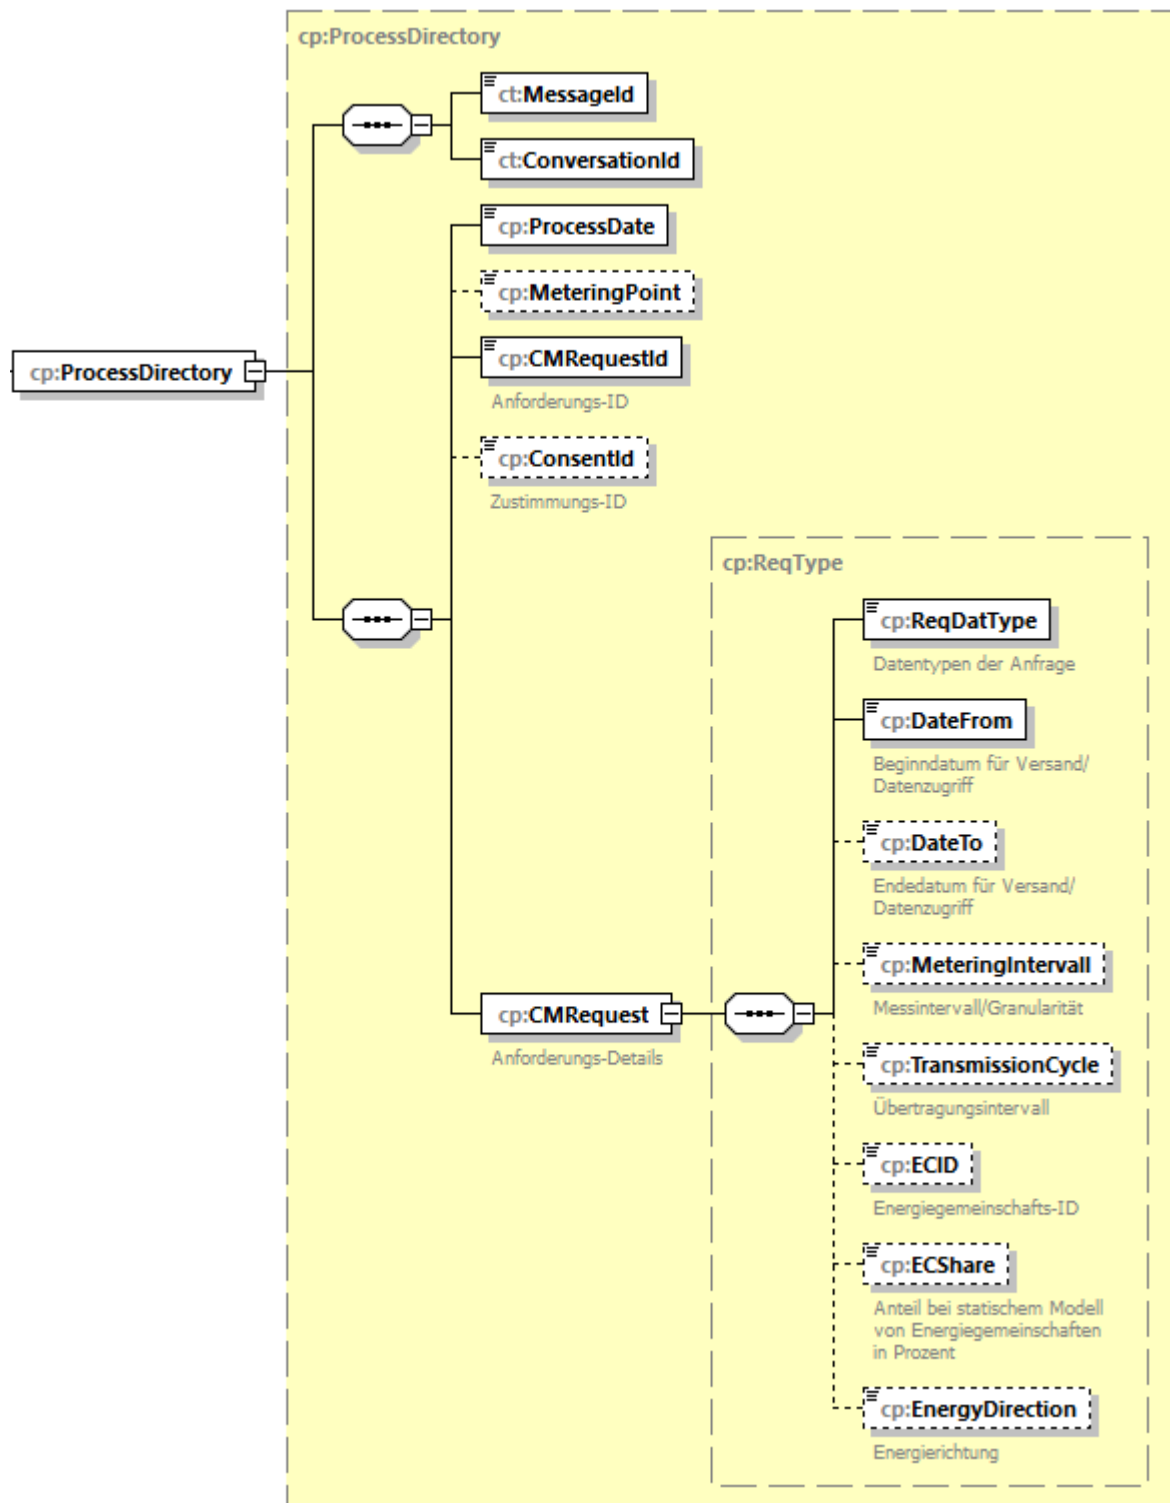 cp:ProcessDirectory
ct:MessageId
ct:ConversationId
cp:ProcessDate
cp:MeteringPoint
cp:ProcessDirectory
cp:CMRequestId
Anforderungs-ID
cp:ConsentId
Zustimmungs-ID
cp:ReqType
cp:ReqDatType
Datentypen der Anfrage
cp:DateFrom
Beginndatum für Versand/
Datenzugriff
cp:DateTo
Endedatum für Versand/
Datenzugriff
cp:MeteringIntervall
Messintervall/Granularität
cp:CMRequest
Anforderungs-Details
cp:TransmissionCycle
Übertragungsintervall
cp:ECID
Energiegemeinschafts-ID
cp:ECShare
Anteil bei statischem Modell
von Energiegemeinschaften
in Prozent
cp:EnergyDirection
Energierichtung